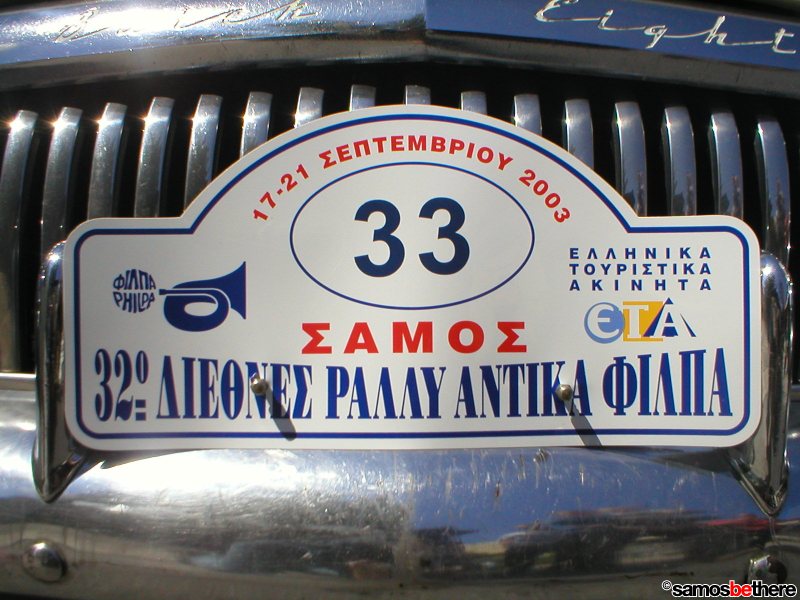 Buick Eight
17-21 ΣΕΠΤΕΜΒΡΙΟΥ 2003
33
ΦΙΛΠΑ
PHILPA
ΕΛΛΗΝΙΚΑ
ΤΟΥΡΙΣΤΙΚΑ
ΑΚΙΝΗΤΑ
ΕΤΑ
ΣΑΜΟΣ
32º ΔΙΕΘΝΕΣ ΡΑΛΛΥ ΑΝΤΙΚΑ ΦΙΛΠΑ
©samosbethere